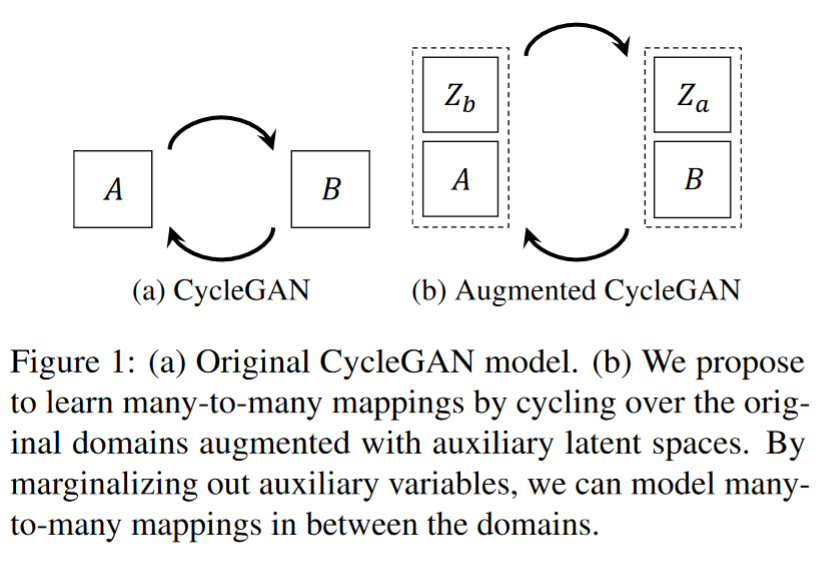 Z_b
Z_a
A
B
A
B
(a) CycleGAN
(b) Augmented CycleGAN
Figure 1: (a) Original CycleGAN model. (b) We propose
to learn many-to-many mappings by cycling over the orig-
inal domains augmented with auxiliary latent spaces. By
marginalizing out auxiliary variables, we can model many-
to-many mappings in between the domains.